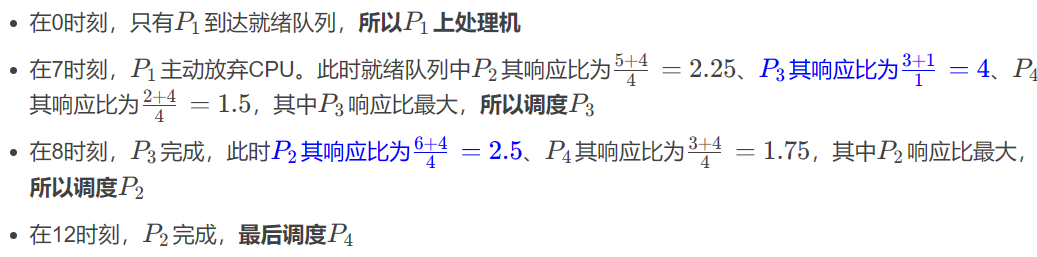 • 在0时刻，只有$P_1$到达就绪队列，所以$P_1$上处理机
• 在7时刻，$P_1$主动放弃CPU。此时就绪队列中$P_2$其响应比为$\frac{5+4}{4}=2.25$、$P_3$其响应比为$\frac{3+1}{1}=4$、$P_4$
其响应比为$\frac{2+4}{4}=1.5$，其中$P_3$响应比最大，所以调度$P_3$
• 在8时刻，$P_3$完成，此时$P_2$其响应比为$\frac{6+4}{4}=2.5$、$P_4$其响应比为$\frac{3+4}{4}=1.75$，其中$P_2$响应比最大，
所以调度$P_2$
• 在12时刻，$P_2$完成，最后调度$P_4$